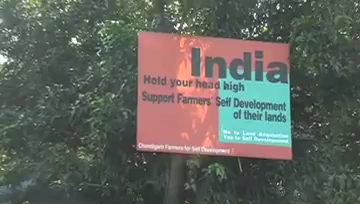 India
Hold your head high
Support Farmers' Self Development
of their lands
"No to Land Acquisition
Yes to Self Development
Chandigarh Farmers for Self Development